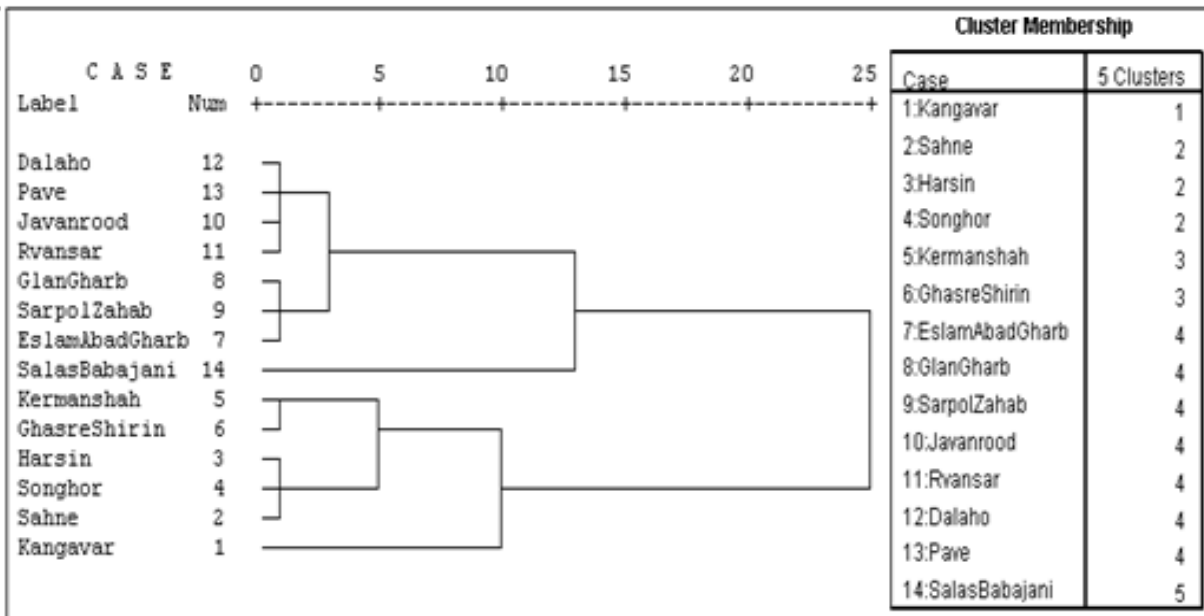 C A S E 0 5 10 15 20 25
Label Num +---------+---------+---------+---------+---------+
Dalaho 12
Pave 13
Javanrood 10
Rvansar 11
GlanGharb 8
SarpolZahab 9
EslamAbadGharb 7
SalasBabajani 14
Kermanshah 5
GhasreShirin 6
Harsin 3
Songhor 4
Sahne 2
Kangavar 1
Cluster Membership
Case 5 Clusters
1:Kangavar 1
2:Sahne 2
3:Harsin 2
4:Songhor 2
5:Kermanshah 3
6:GhasreShirin 3
7:EslamAbadGharb 4
8:GlanGharb 4
9:SarpolZahab 4
10:Javanrood 4
11:Rvansar 4
12:Dalaho 4
13:Pave 4
14:SalasBabajani 5